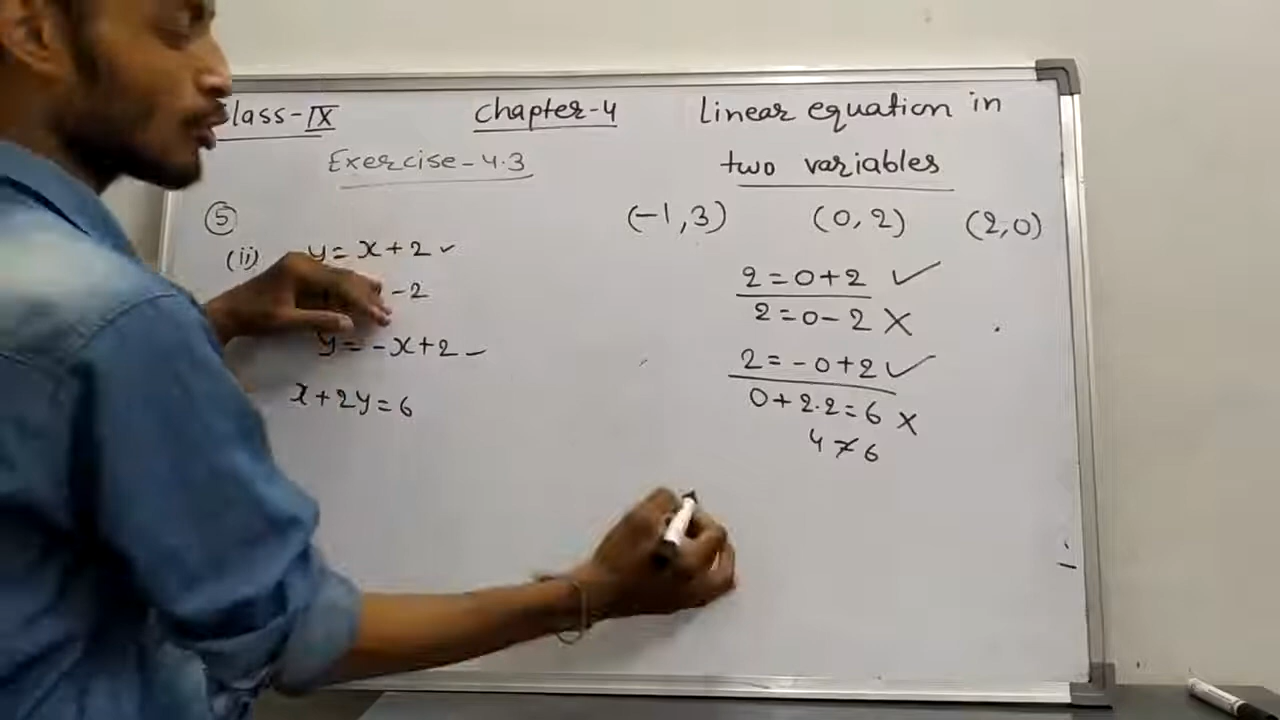 lass-IX Chapter-4 Linear equation in
Exercise-4.3 two variables
5
(-1,3) (0,2) (2,0)
(ii) y=x+2 ✓
-2
y=-x+2 -
x+2y=6
2=0+2 ✓
2=0-2 X
2=-0+2 ✓
0+2.2=6 X
4≠6